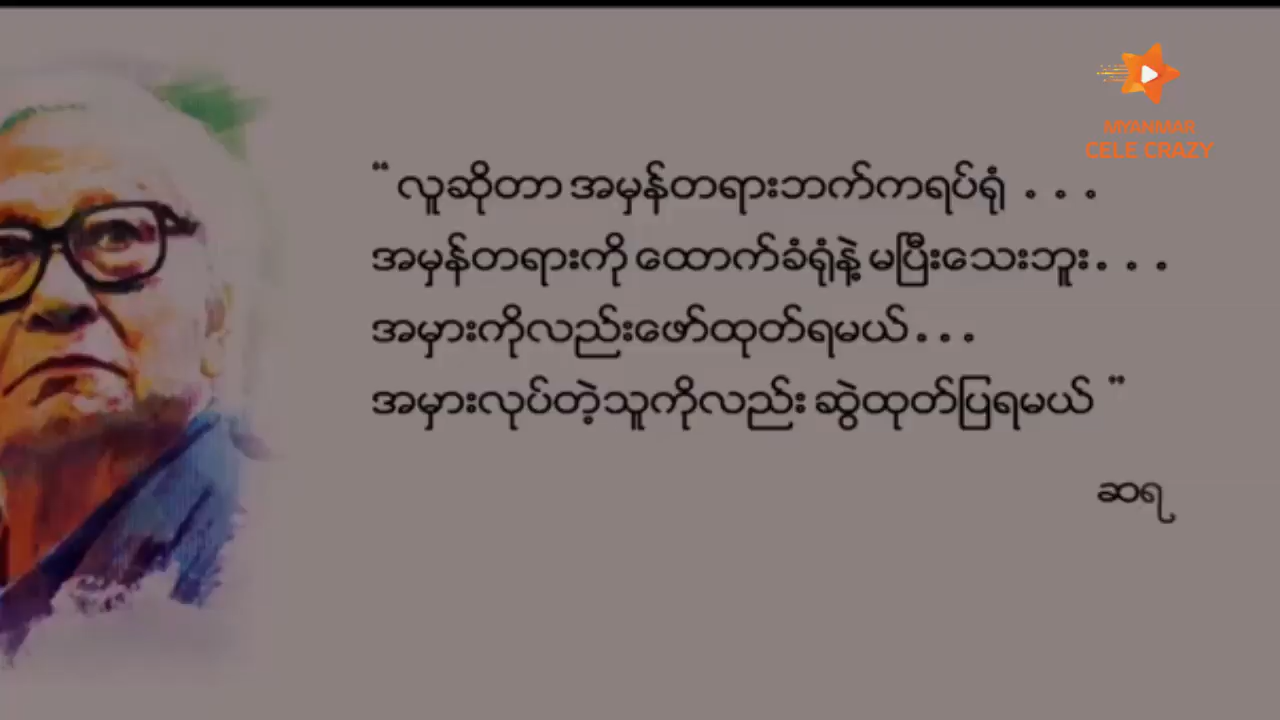 “ လူဆိုတာ အမှန်တရားဘက်ကရပ်ရုံ . . .
အမှန်တရားကို ထောက်ခံရုံနဲ့ မပြီးသေးဘူး . . .
အမှားကိုလည်းဖော်ထုတ်ရမယ် . . .
အမှားလုပ်တဲ့သူကိုလည်း ဆွဲထုတ်ပြရမယ် ”
ဆရ
MYANMAR
CELE CRAZY